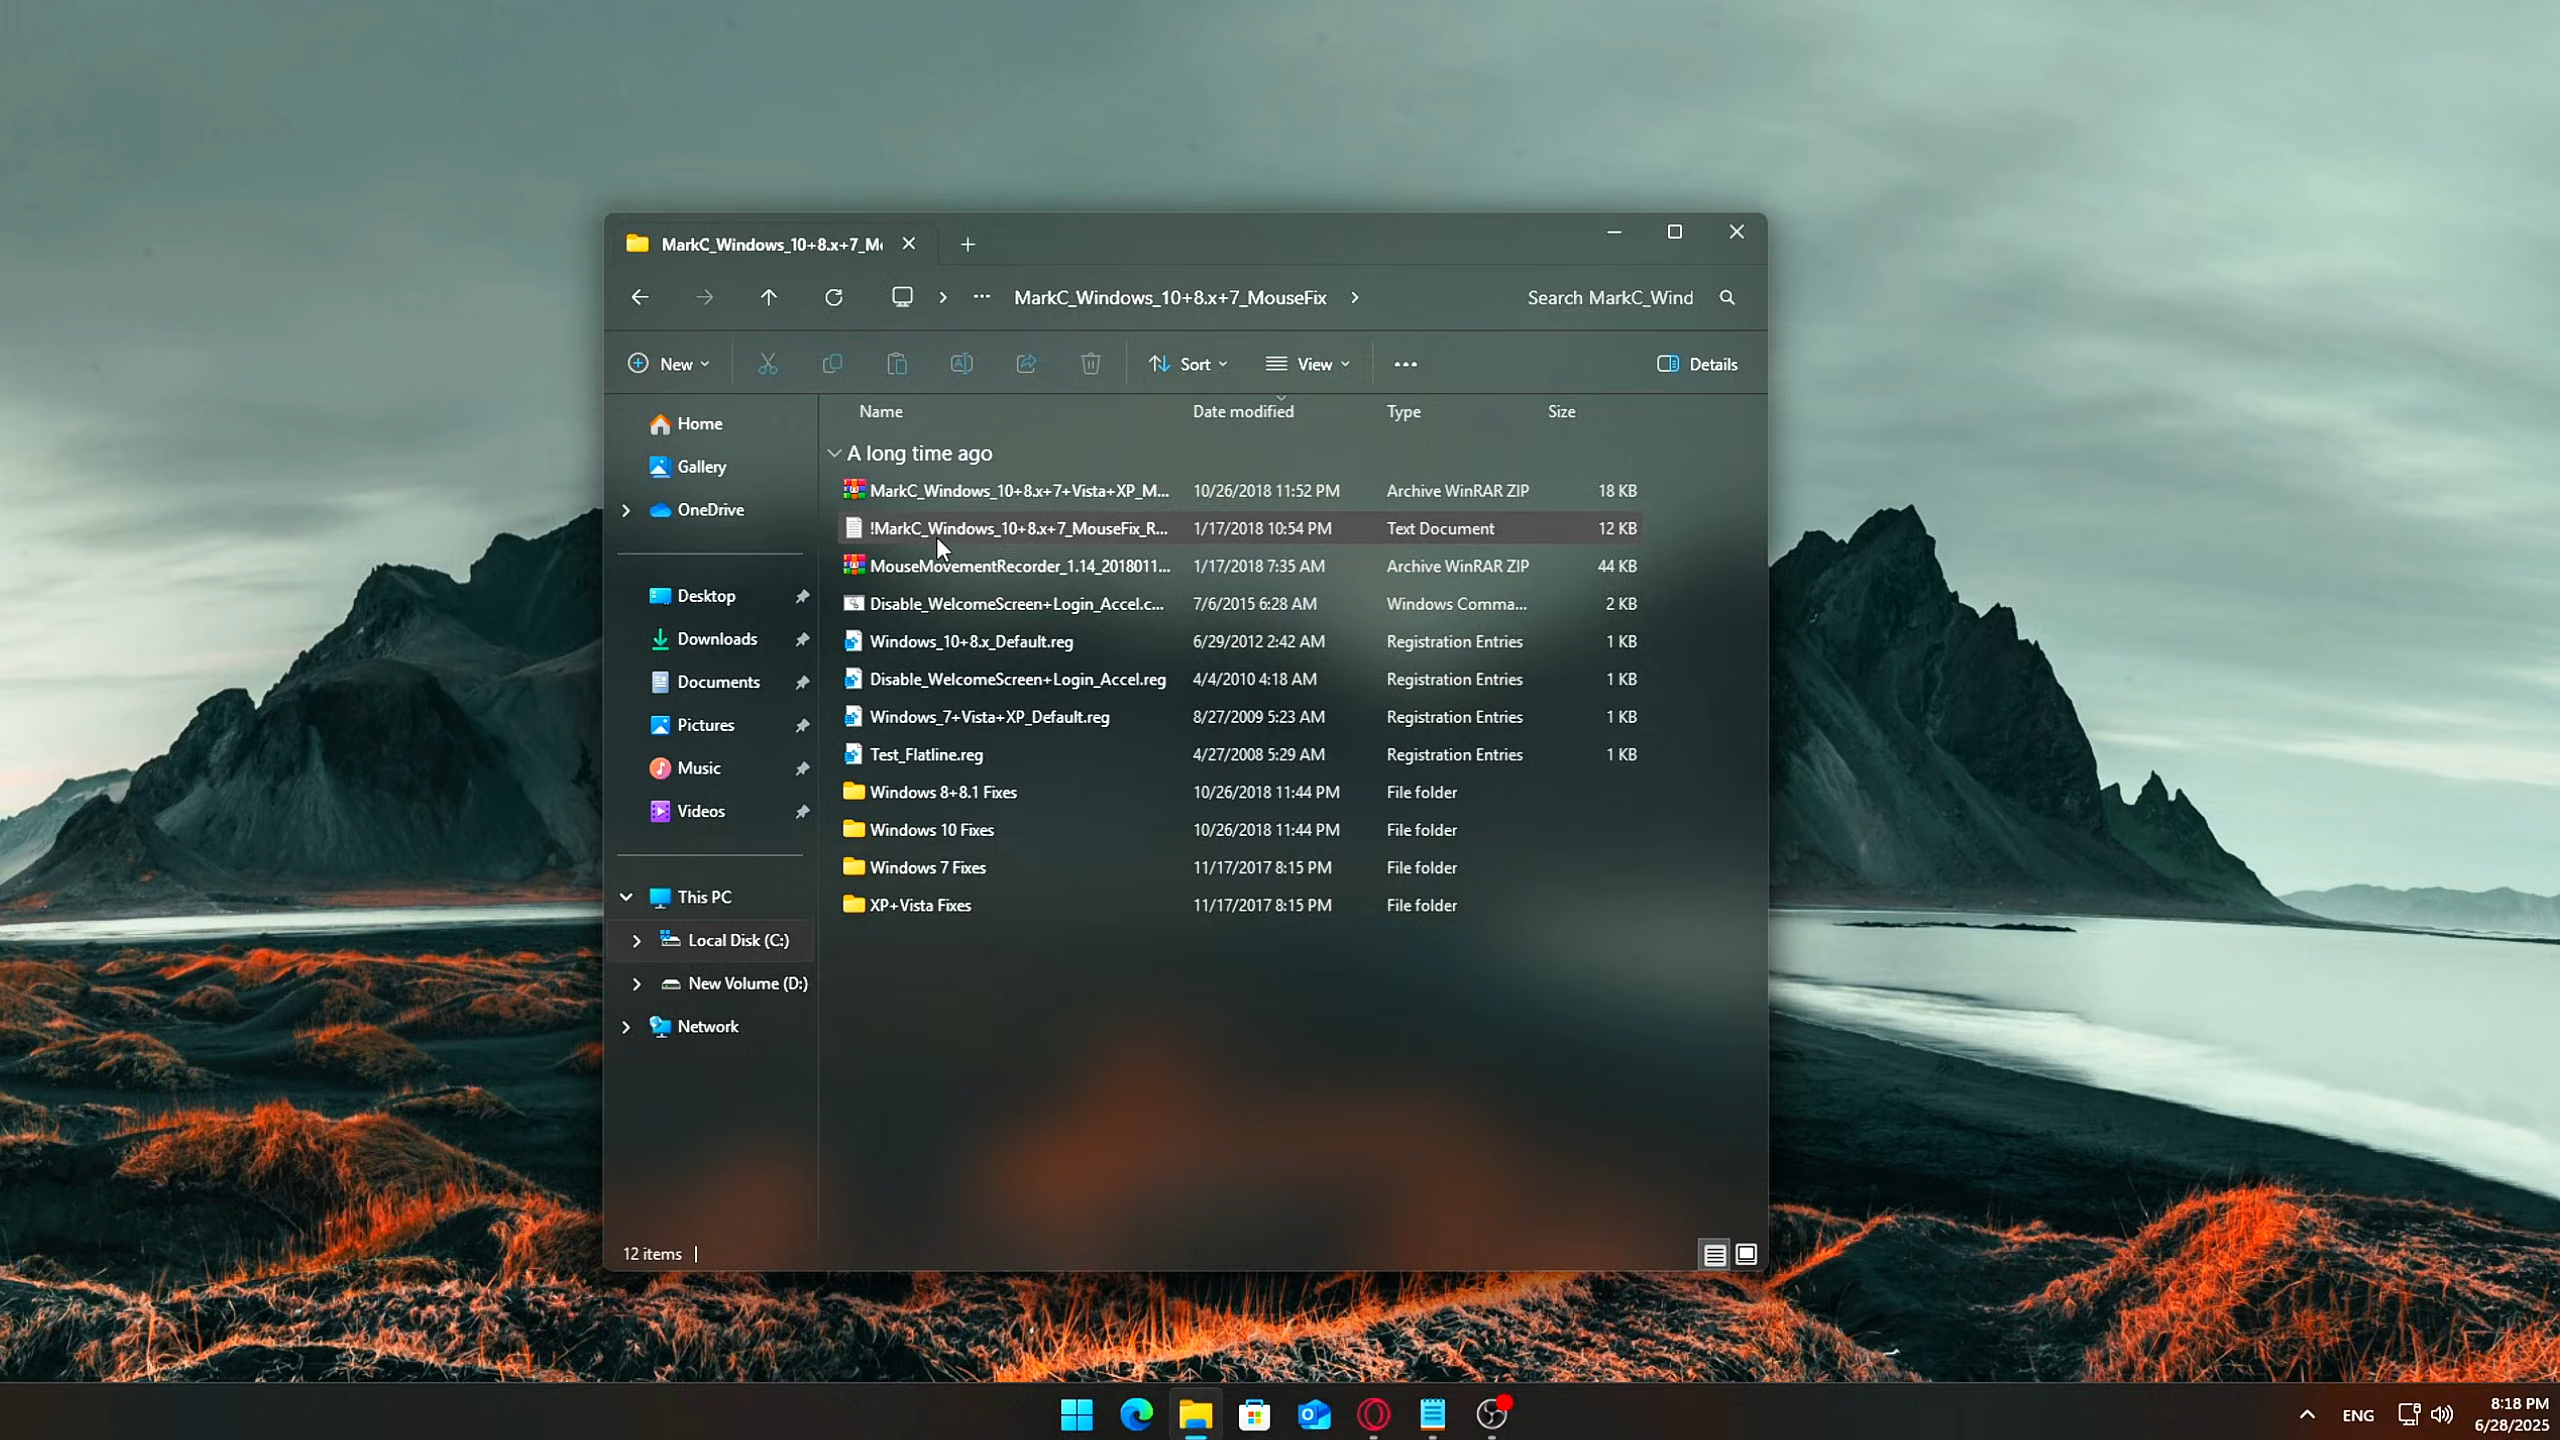 MarkC_Windows_10+8.x+7_Mo
MarkC_Windows_10+8.x+7_MouseFix
Search MarkC_Wind
New
Sort
View
Details
Name Date modified Type Size
A long time ago
MarkC_Windows_10+8.x+7+Vista+XP_M... 10/26/2018 11:52 PM Archive WinRAR ZIP 18 KB
!MarkC_Windows_10+8.x+7_MouseFix_R... 1/17/2018 10:54 PM Text Document 12 KB
MouseMovementRecorder_1.14_2018011... 1/17/2018 7:35 AM Archive WinRAR ZIP 44 KB
Disable_WelcomeScreen+Login_Accel.c... 7/6/2015 6:28 AM Windows Comma... 2 KB
Windows_10+8.x_Default.reg 6/29/2012 2:42 AM Registration Entries 1 KB
Disable_WelcomeScreen+Login_Accel.reg 4/4/2010 4:18 AM Registration Entries 1 KB
Windows_7+Vista+XP_Default.reg 8/27/2009 5:23 AM Registration Entries 1 KB
Test_Flatline.reg 4/27/2008 5:29 AM Registration Entries 1 KB
Windows 8+8.1 Fixes 10/26/2018 11:44 PM File folder
Windows 10 Fixes 10/26/2018 11:44 PM File folder
Windows 7 Fixes 11/17/2017 8:15 PM File folder
XP+Vista Fixes 11/17/2017 8:15 PM File folder
Home
Gallery
OneDrive
Desktop
Downloads
Documents
Pictures
Music
Videos
This PC
Local Disk (C:)
New Volume (D:)
Network
12 items
ENG
8:18 PM
6/28/2025